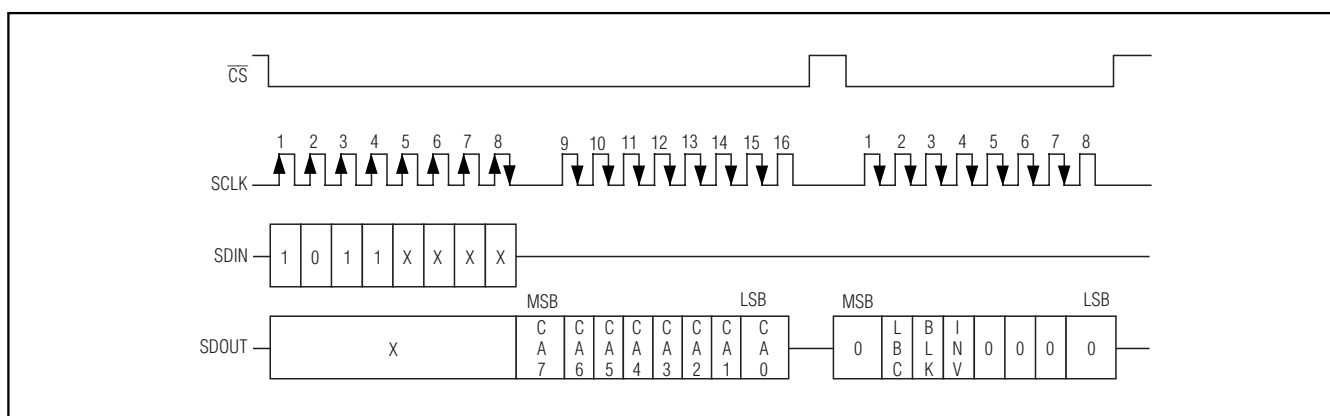 CS
1 2 3 4 5 6 7 8 9 10 11 12 13 14 15 16 1 2 3 4 5 6 7 8
SCLK
SDIN 1 0 1 1 X X X X
MSB LSB MSB LSB
SDOUT X CA7 CA6 CA5 CA4 CA3 CA2 CA1 CA0 0 LBC BLK INV 0 0 0 0